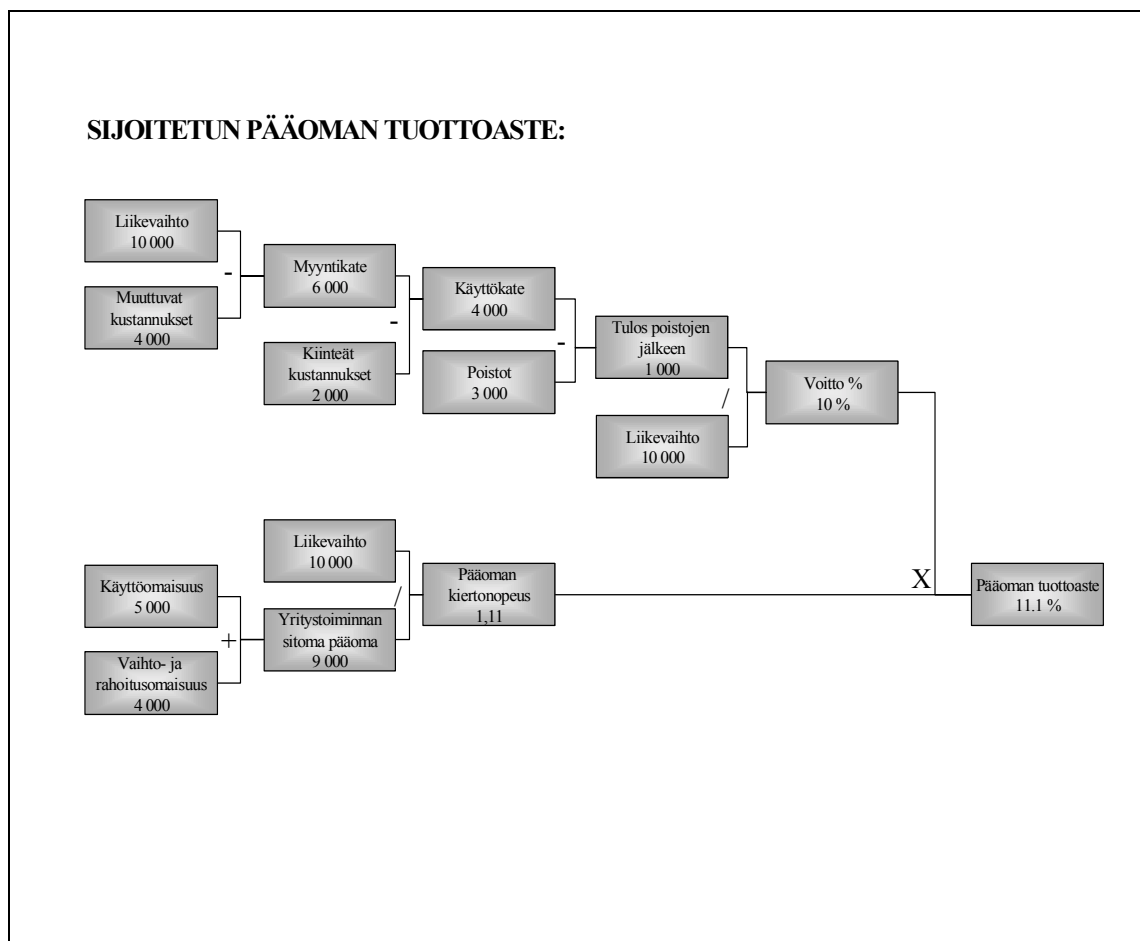 SIJOITETUN PÄÄOMAN TUOTTOASTE:
Liikevaihto
10 000
-
Muuttuvat
kustannukset
4 000
Myyntikate
6 000
-
Kiinteät
kustannukset
2 000
Käyttökate
4 000
-
Poistot
3 000
Tulos poistojen
jälkeen
1 000
/
Liikevaihto
10 000
Voitto %
10 %
Käyttöomaisuus
5 000
+
Vaihto- ja
rahoitusomaisuus
4 000
Liikevaihto
10 000
/
Yritystoiminnan
sitoma pääoma
9 000
Pääoman
kiertonopeus
1,11
X
Pääoman tuottoaste
11.1 %